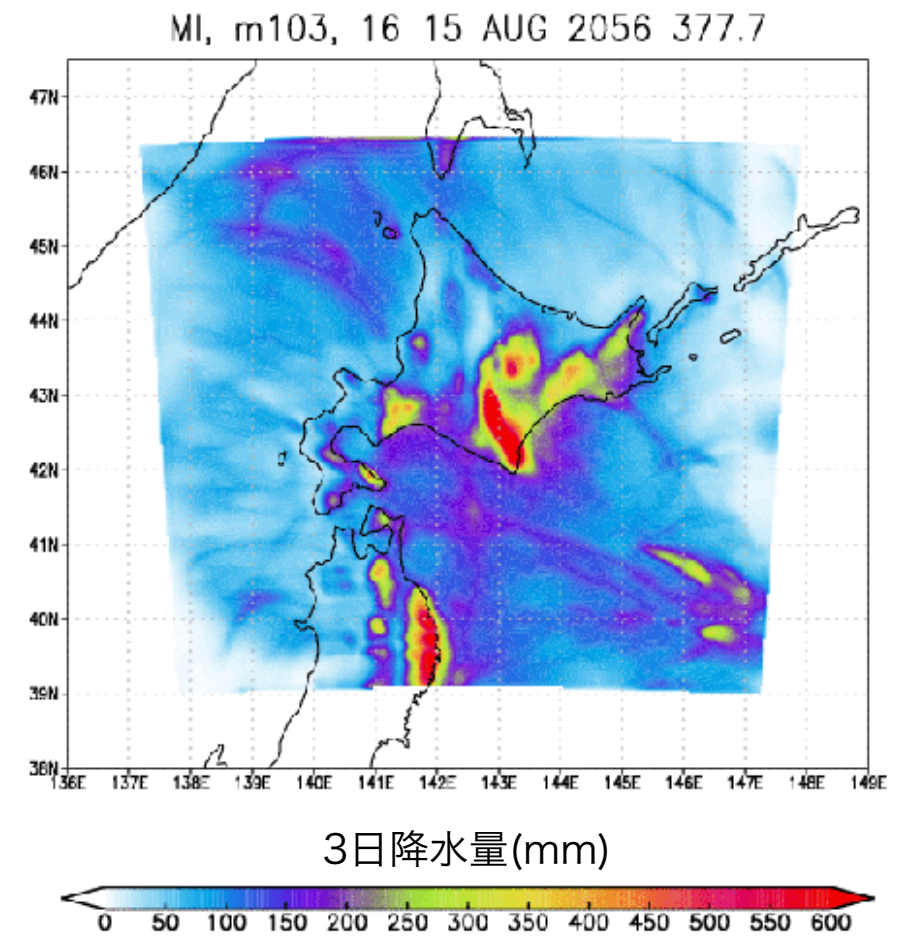 MI, m103, 16 15 AUG 2056 377.7
47N
46N
45N
44N
43N
42N
41N
40N
39N
38N
136E 137E 138E 139E 140E 141E 142E 143E 144E 145E 146E 147E 148E 149E
3日降水量(mm)
0 50 100 150 200 250 300 350 400 450 500 550 600